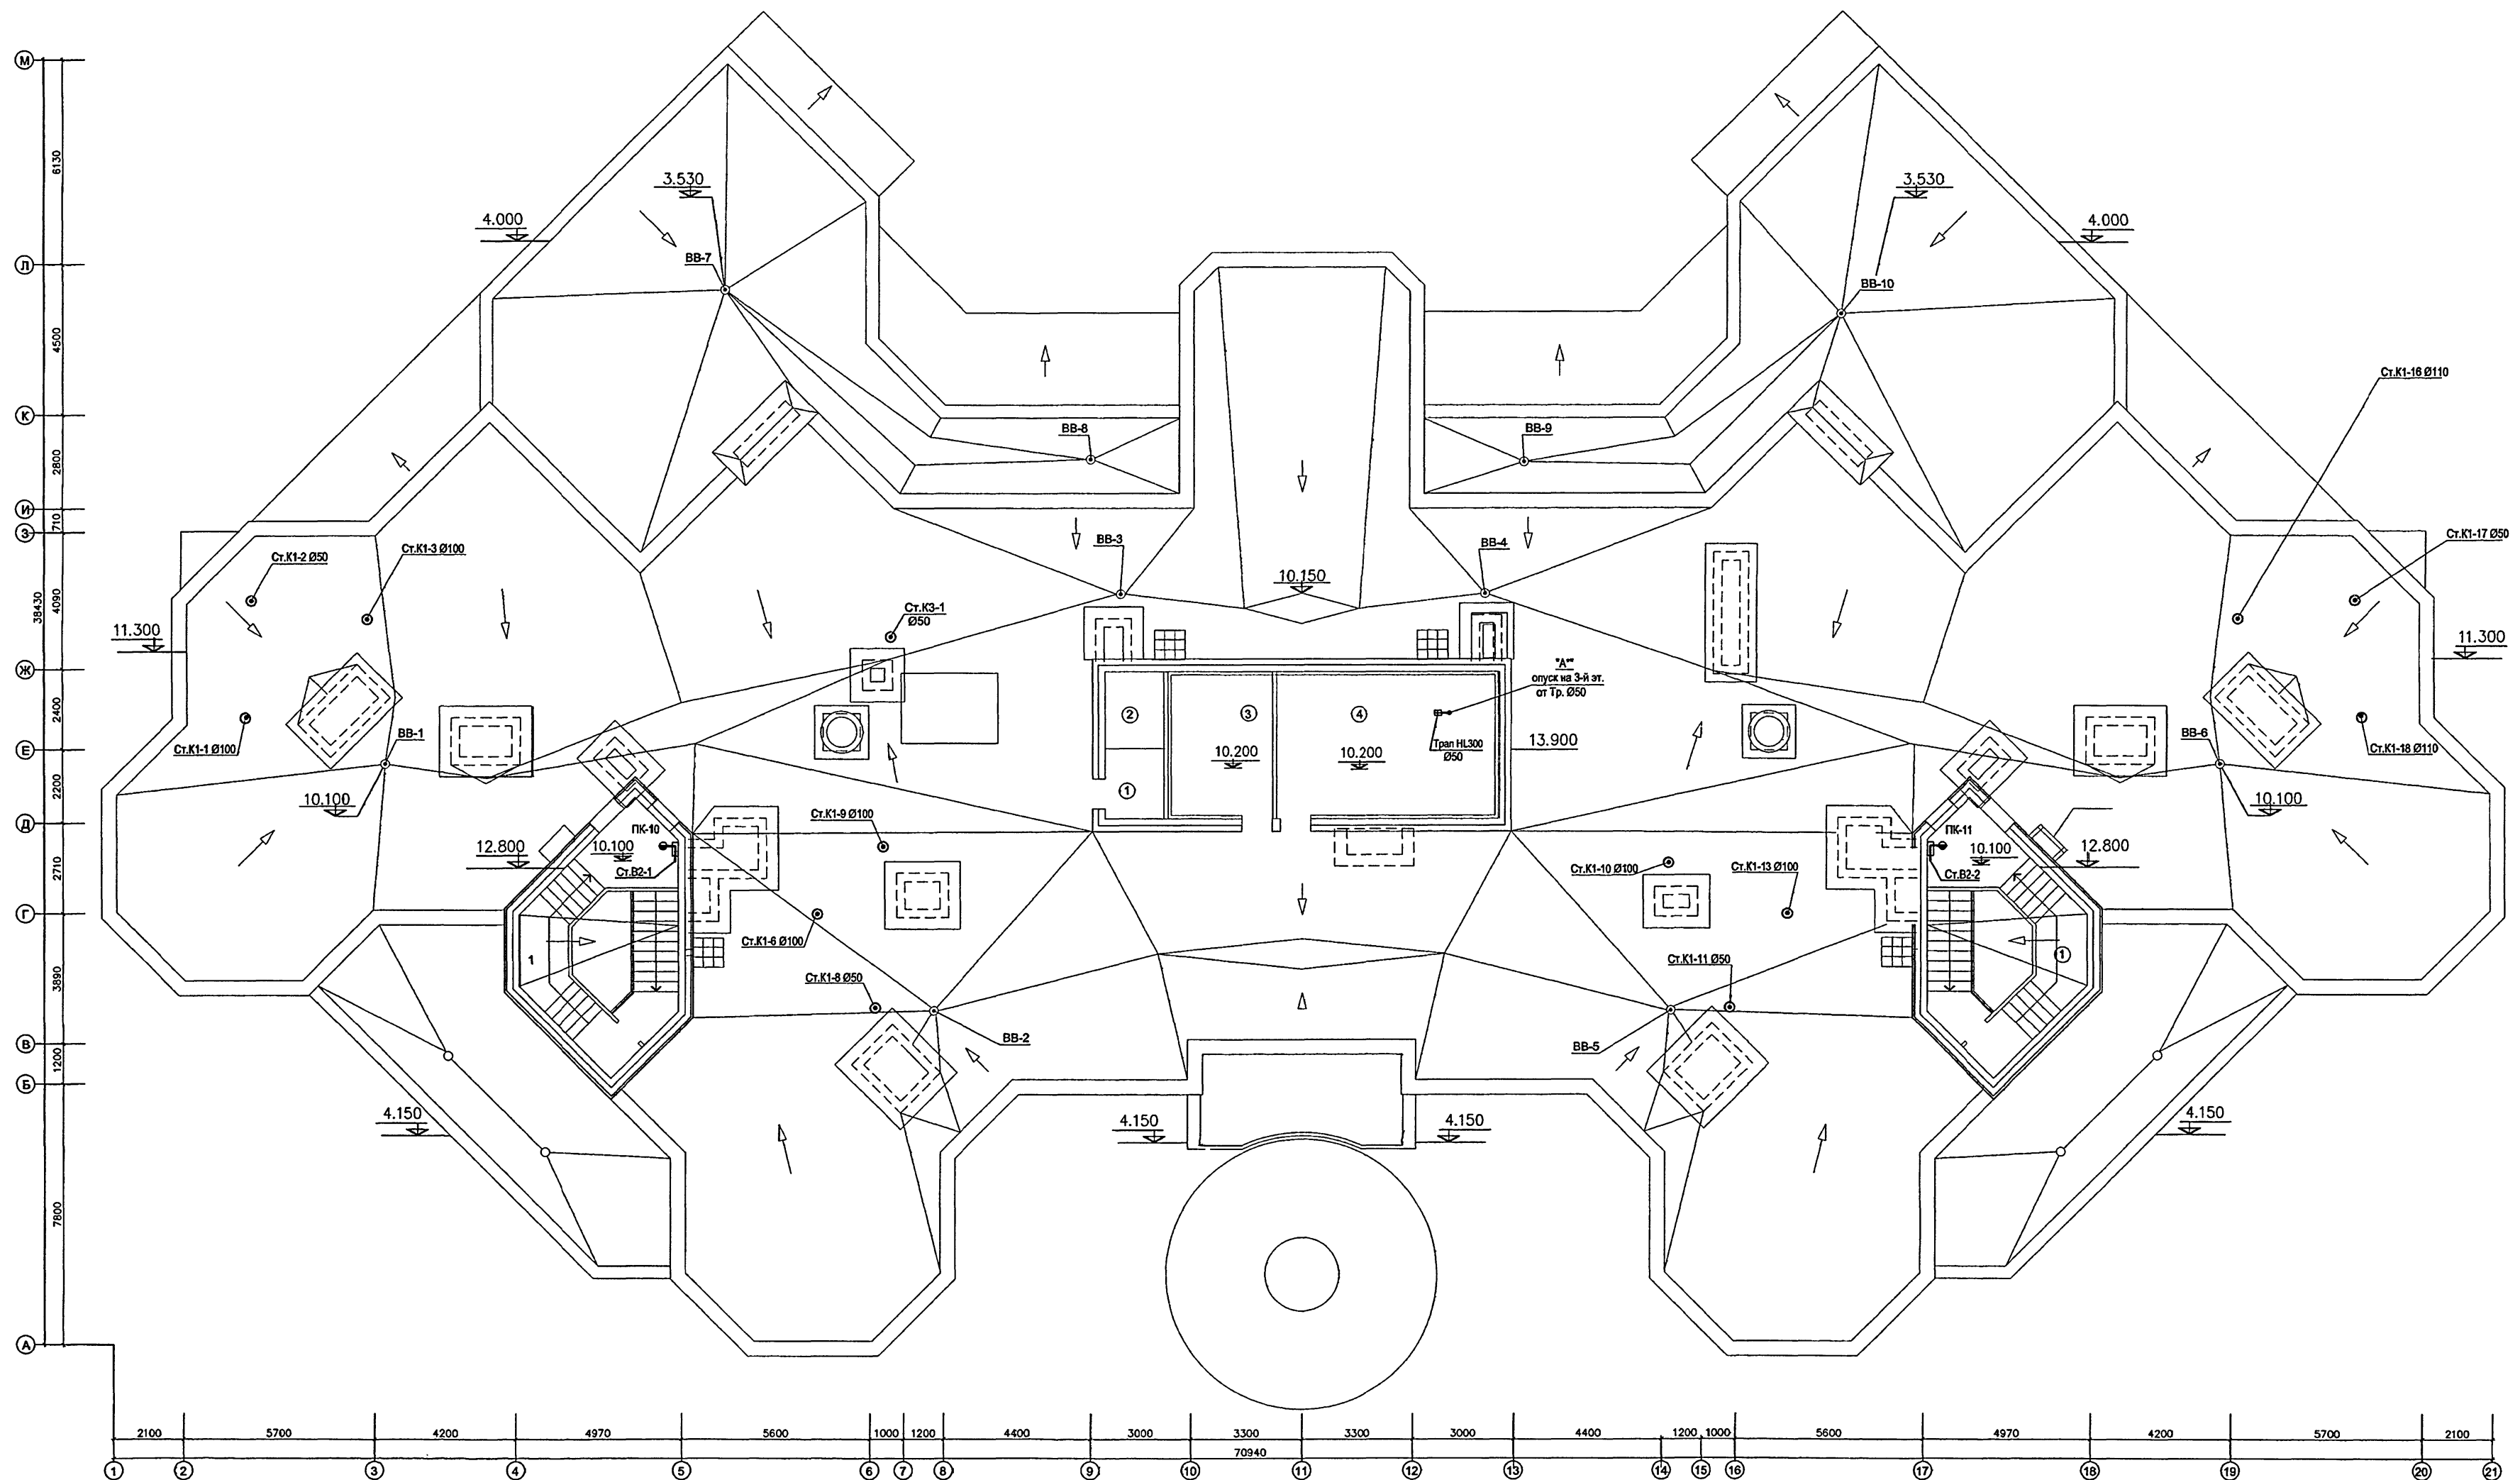 М
6130
3.530
3.530
4.000
4.000
ВВ-7
Л
ВВ-10
4500
Ст.К1-16 Ø110
К
ВВ-8
ВВ-9
2800
И
710
З
Ст.К1-2 Ø50
Ст.К1-3 Ø100
ВВ-3
ВВ-4
Ст.К1-17 Ø50
10.150
38430
4090
Ст.К3-1
Ø50
11.300
11.300
Ж
"А"
опуск на 3-й эт.
от Тр. Ø50
2400
2
3
4
Ст.К1-1 Ø100
ВВ-1
Е
10.200
10.200
Трап HL300
Ø50
13.900
ВВ-6
Ст.К1-18 Ø110
2200
1
10.100
10.100
Д
ПК-10
Ст.К1-9 Ø100
ПК-11
12.800
10.100
10.100
12.800
2710
Ст.В2-1
Ст.К1-10 Ø100
Ст.К1-13 Ø100
Ст.В2-2
Г
Ст.К1-6 Ø100
1
Ст.К1-11 Ø50
1
3890
Ст.К1-8 Ø50
В
ВВ-2
ВВ-5
1200
Б
4.150
4.150
4.150
4.150
7800
А
2100
5700
4200
4970
5600
1000
1200
4400
3000
3300
3300
3000
4400
1200
1000
5600
4970
4200
5700
2100
70940
1
2
3
4
5
6
7
8
9
10
11
12
13
14
15
16
17
18
19
20
21